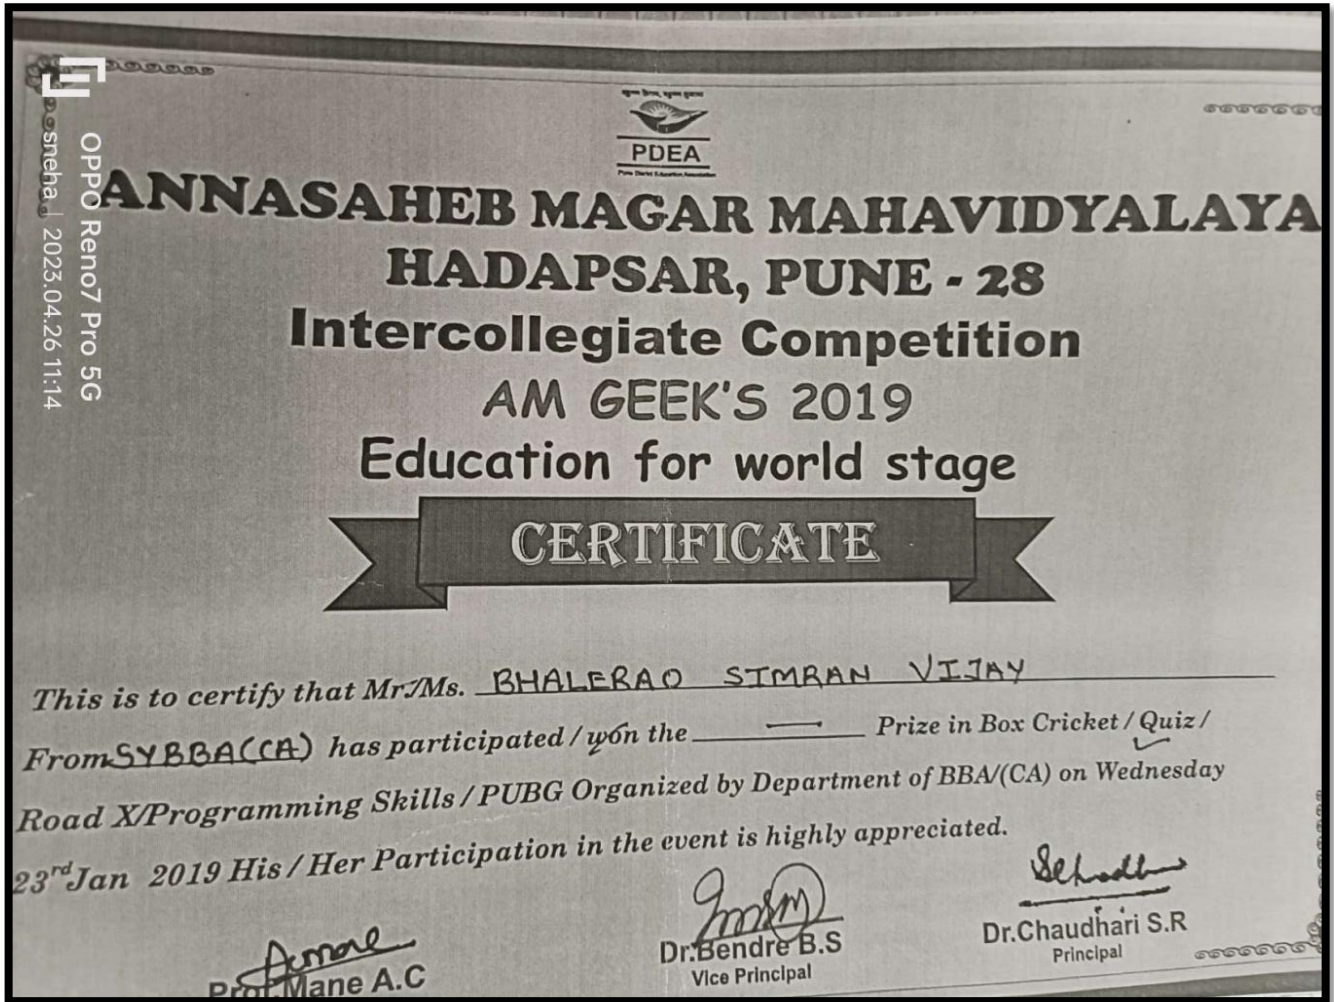 PDEA
Pune District Education Association
ANNASAHEB MAGAR MAHAVIDYALAYA
HADAPSAR, PUNE - 28
Intercollegiate Competition
AM GEEK'S 2019
Education for world stage
CERTIFICATE
This is to certify that Mr./Ms. BHALERAO SIMRAN VIJAY
From SYBBA(CA) has participated / won the — Prize in Box Cricket / Quiz /
Road X/Programming Skills / PUBG Organized by Department of BBA/(CA) on Wednesday
23rd Jan 2019 His / Her Participation in the event is highly appreciated.
Prof. Mane A.C
Dr.Bendre B.S
Vice Principal
Dr.Chaudhari S.R
Principal
OPPO Reno7 Pro 5G
sneha | 2023.04.26 11:14